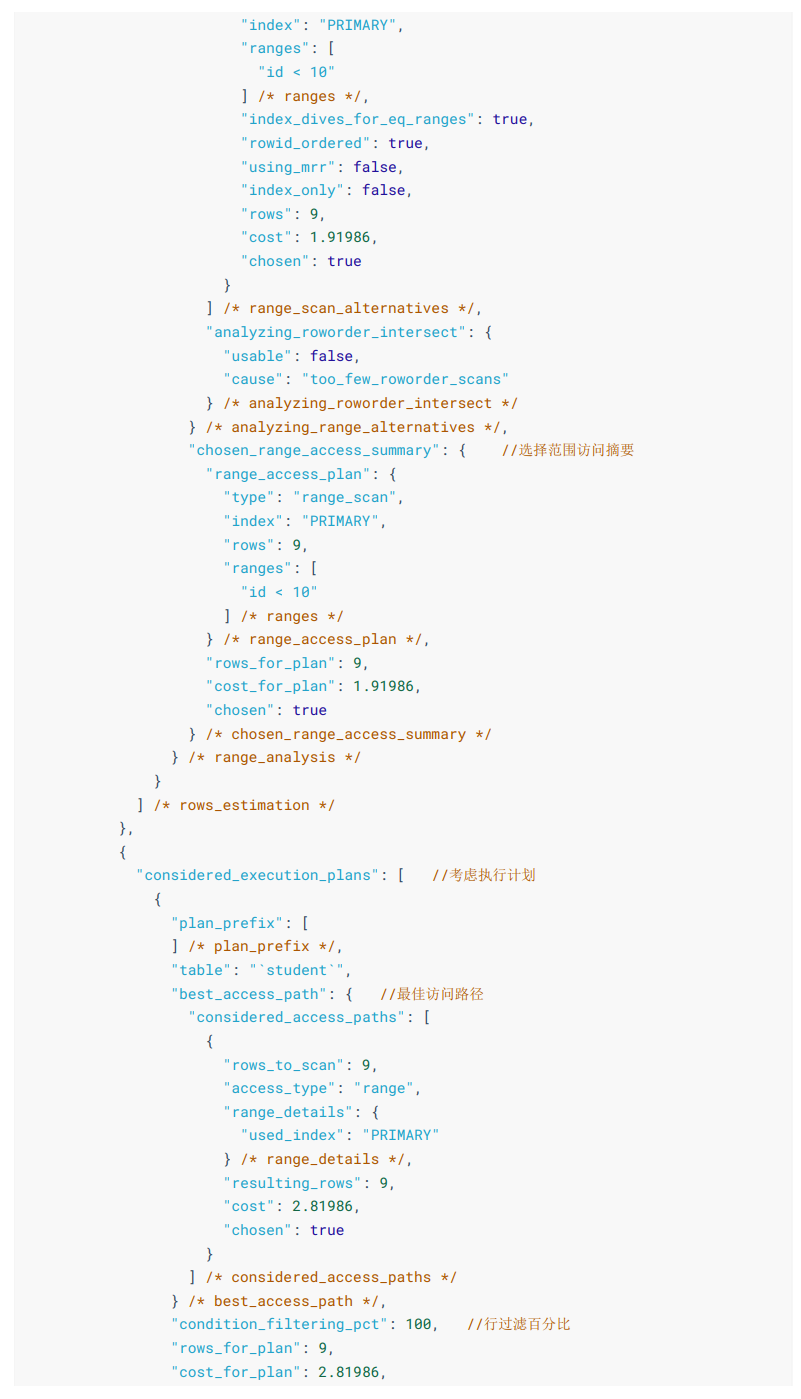 "index": "PRIMARY",
"ranges": [
"id < 10"
] /* ranges */,
"index_dives_for_eq_ranges": true,
"rowid_ordered": true,
"using_mrr": false,
"index_only": false,
"rows": 9,
"cost": 1.91986,
"chosen": true
}
] /* range_scan_alternatives */,
"analyzing_roworder_intersect": {
"usable": false,
"cause": "too_few_roworder_scans"
} /* analyzing_roworder_intersect */
} /* analyzing_range_alternatives */,
"chosen_range_access_summary": {    //选择范围访问摘要
"range_access_plan": {
"type": "range_scan",
"index": "PRIMARY",
"rows": 9,
"ranges": [
"id < 10"
] /* ranges */
} /* range_access_plan */,
"rows_for_plan": 9,
"cost_for_plan": 1.91986,
"chosen": true
} /* chosen_range_access_summary */
} /* range_analysis */
}
] /* rows_estimation */
},
{
"considered_execution_plans": [   //考虑执行计划
{
"plan_prefix": [
] /* plan_prefix */,
"table": "`student`",
"best_access_path": {   //最佳访问路径
"considered_access_paths": [
{
"rows_to_scan": 9,
"access_type": "range",
"range_details": {
"used_index": "PRIMARY"
} /* range_details */,
"resulting_rows": 9,
"cost": 2.81986,
"chosen": true
}
] /* considered_access_paths */
} /* best_access_path */,
"condition_filtering_pct": 100,   //行过滤百分比
"rows_for_plan": 9,
"cost_for_plan": 2.81986,